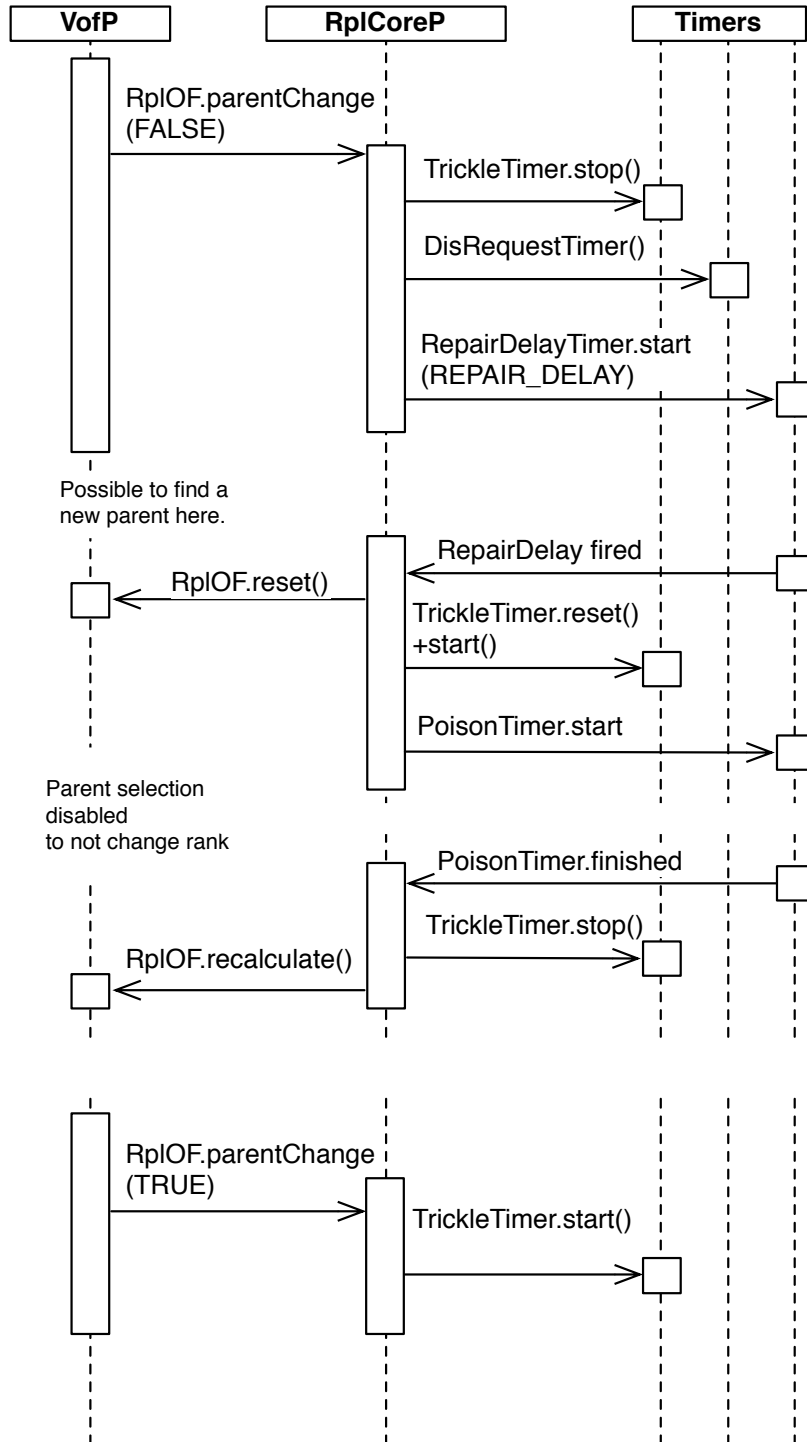 VofP
RplCoreP
Timers
RplOF.parentChange
(FALSE)
TrickleTimer.stop()
DisRequestTimer()
RepairDelayTimer.start
(REPAIR_DELAY)
Possible to find a
new parent here.
RepairDelay fired
RplOF.reset()
TrickleTimer.reset()
+start()
PoisonTimer.start
Parent selection
disabled
to not change rank
PoisonTimer.finished
TrickleTimer.stop()
RplOF.recalculate()
RplOF.parentChange
(TRUE)
TrickleTimer.start()